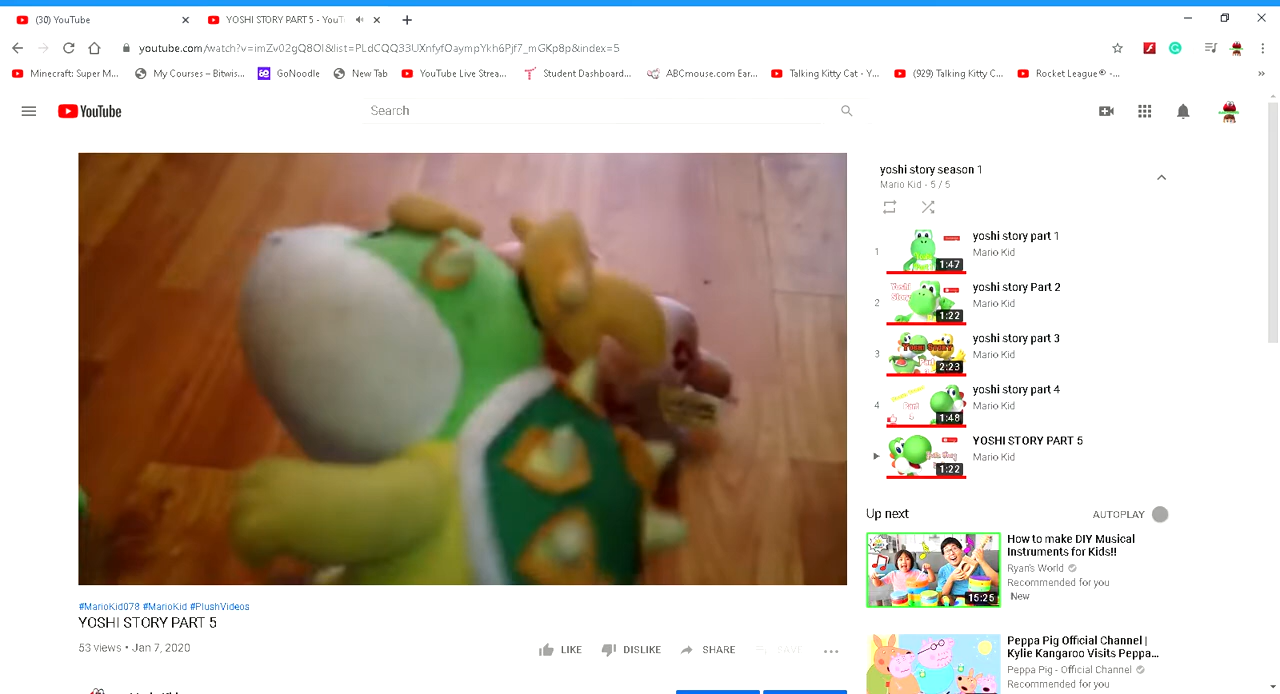 (30) YouTube
YOSHI STORY PART 5 - YouT
youtube.com/watch?v=imZv02gQ8OI&list=PLdCQQ33UXnfyfOaympYkh6Pjf7_mGKp8p&index=5
Minecraft: Super M...
My Courses – Bitwis...
GoNoodle
New Tab
YouTube Live Strea...
Student Dashboard...
ABCmouse.com Ear...
Talking Kitty Cat - Y...
(929) Talking Kitty C...
Rocket League® -...
YouTube
Search
yoshi story season 1
Mario Kid - 5 / 5
1
yoshi story part 1
Mario Kid
1:47
2
yoshi story Part 2
Mario Kid
Yoshi
Story
1:22
3
yoshi story part 3
Mario Kid
YOSHI STORY
2:23
4
yoshi story part 4
Mario Kid
Part
1:48
YOSHI STORY PART 5
Mario Kid
1:22
Up next
AUTOPLAY
How to make DIY Musical
Instruments for Kids!!
Ryan's World
Recommended for you
New
15:25
Peppa Pig Official Channel |
Kylie Kangaroo Visits Peppa...
Peppa Pig - Official Channel
Recommended for you
#MarioKid078 #MarioKid #PlushVideos
YOSHI STORY PART 5
53 views • Jan 7, 2020
LIKE
DISLIKE
SHARE
SAVE